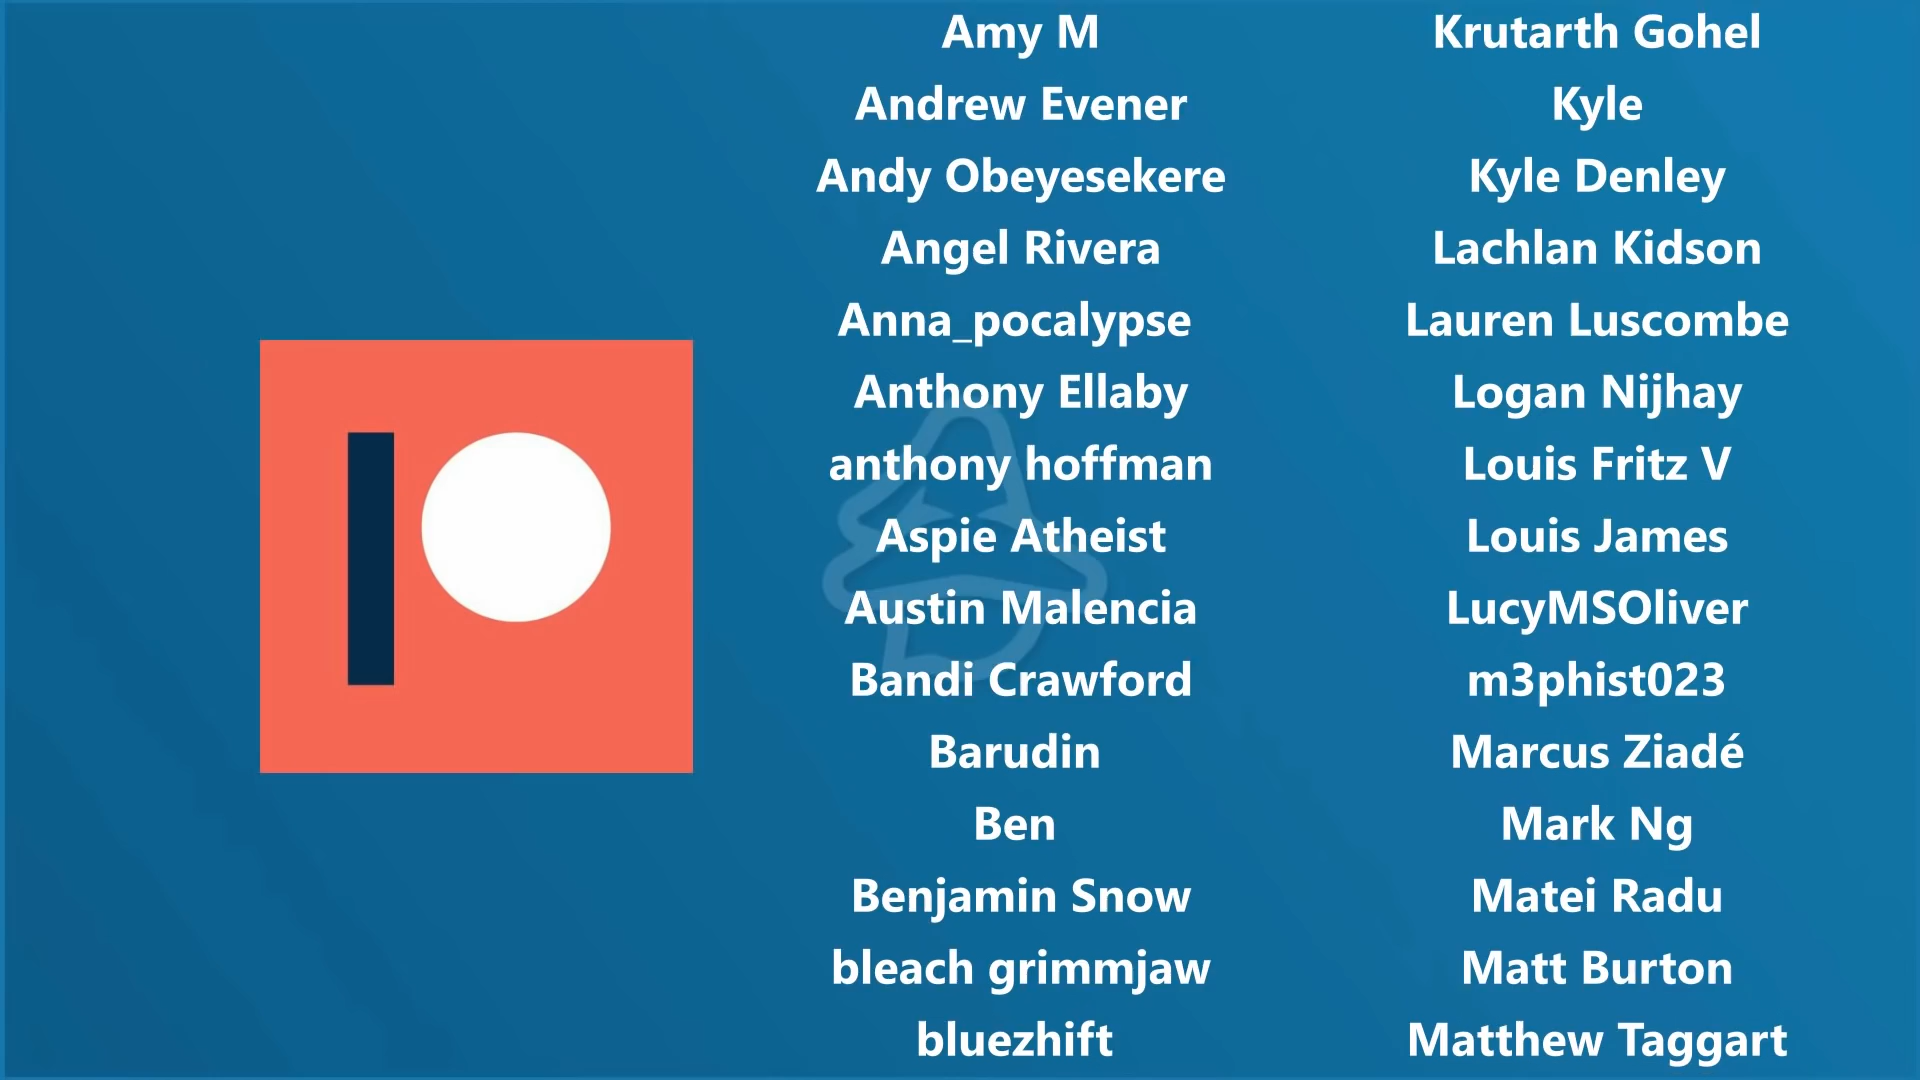 Amy M
Andrew Evener
Andy Obeyesekere
Angel Rivera
Anna_pocalypse
Anthony Ellaby
anthony hoffman
Aspie Atheist
Austin Malencia
Bandi Crawford
Barudin
Ben
Benjamin Snow
bleach grimmjaw
bluezhift
Krutarth Gohel
Kyle
Kyle Denley
Lachlan Kidson
Lauren Luscombe
Logan Nijhay
Louis Fritz V
Louis James
LucyMSOliver
m3phist023
Marcus Ziadé
Mark Ng
Matei Radu
Matt Burton
Matthew Taggart